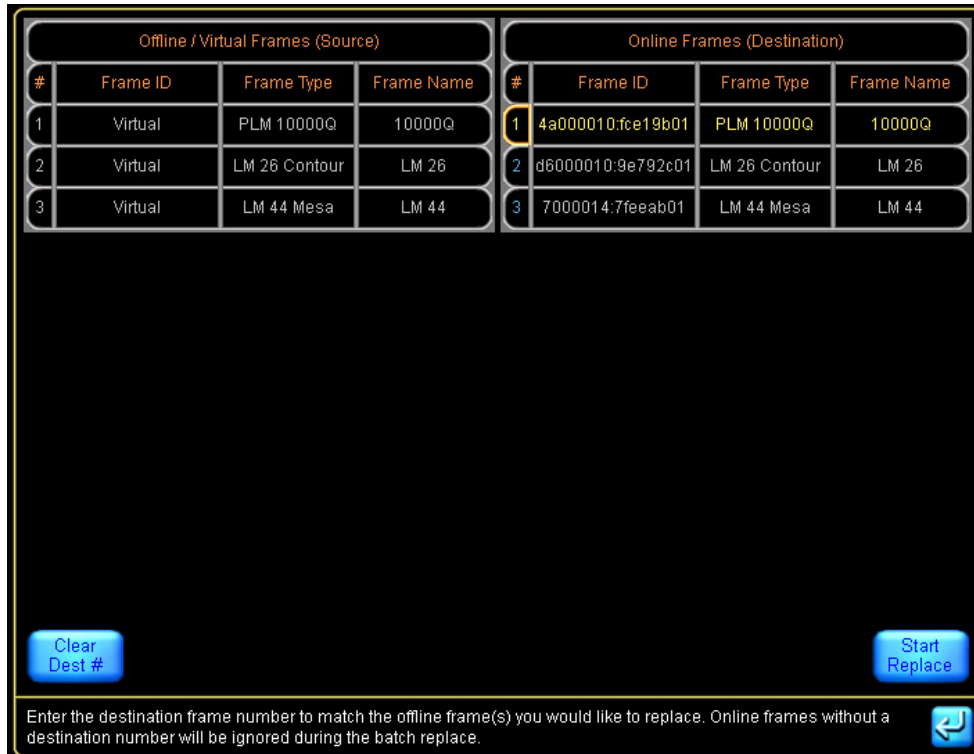 Offline / Virtual Frames (Source)
# Frame ID Frame Type Frame Name
1 Virtual PLM 10000Q 10000Q
2 Virtual LM 26 Contour LM 26
3 Virtual LM 44 Mesa LM 44
Online Frames (Destination)
# Frame ID Frame Type Frame Name
1 4a000010:fce19b01 PLM 10000Q 10000Q
2 d6000010:9e792c01 LM 26 Contour LM 26
3 7000014:7feeab01 LM 44 Mesa LM 44
Clear
Dest #
Start
Replace
Enter the destination frame number to match the offline frame(s) you would like to replace. Online frames without a
destination number will be ignored during the batch replace.